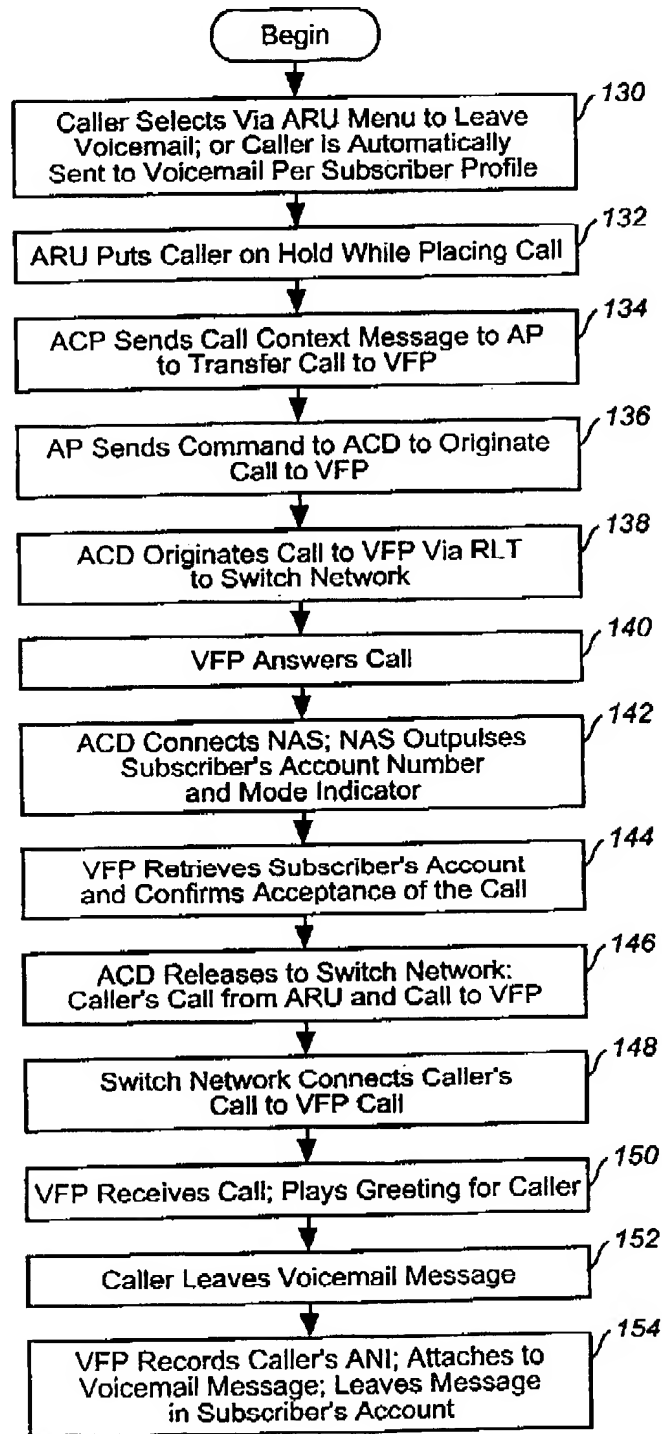 Begin
130
Caller Selects Via ARU Menu to Leave
Voicemail; or Caller is Automatically
Sent to Voicemail Per Subscriber Profile
132
ARU Puts Caller on Hold While Placing Call
134
ACP Sends Call Context Message to AP
to Transfer Call to VFP
136
AP Sends Command to ACD to Originate
Call to VFP
138
ACD Originates Call to VFP Via RLT
to Switch Network
140
VFP Answers Call
142
ACD Connects NAS; NAS Outpulses
Subscriber's Account Number
and Mode Indicator
144
VFP Retrieves Subscriber's Account
and Confirms Acceptance of the Call
146
ACD Releases to Switch Network:
Caller's Call from ARU and Call to VFP
148
Switch Network Connects Caller's
Call to VFP Call
150
VFP Receives Call; Plays Greeting for Caller
152
Caller Leaves Voicemail Message
154
VFP Records Caller's ANI; Attaches to
Voicemail Message; Leaves Message
in Subscriber's Account